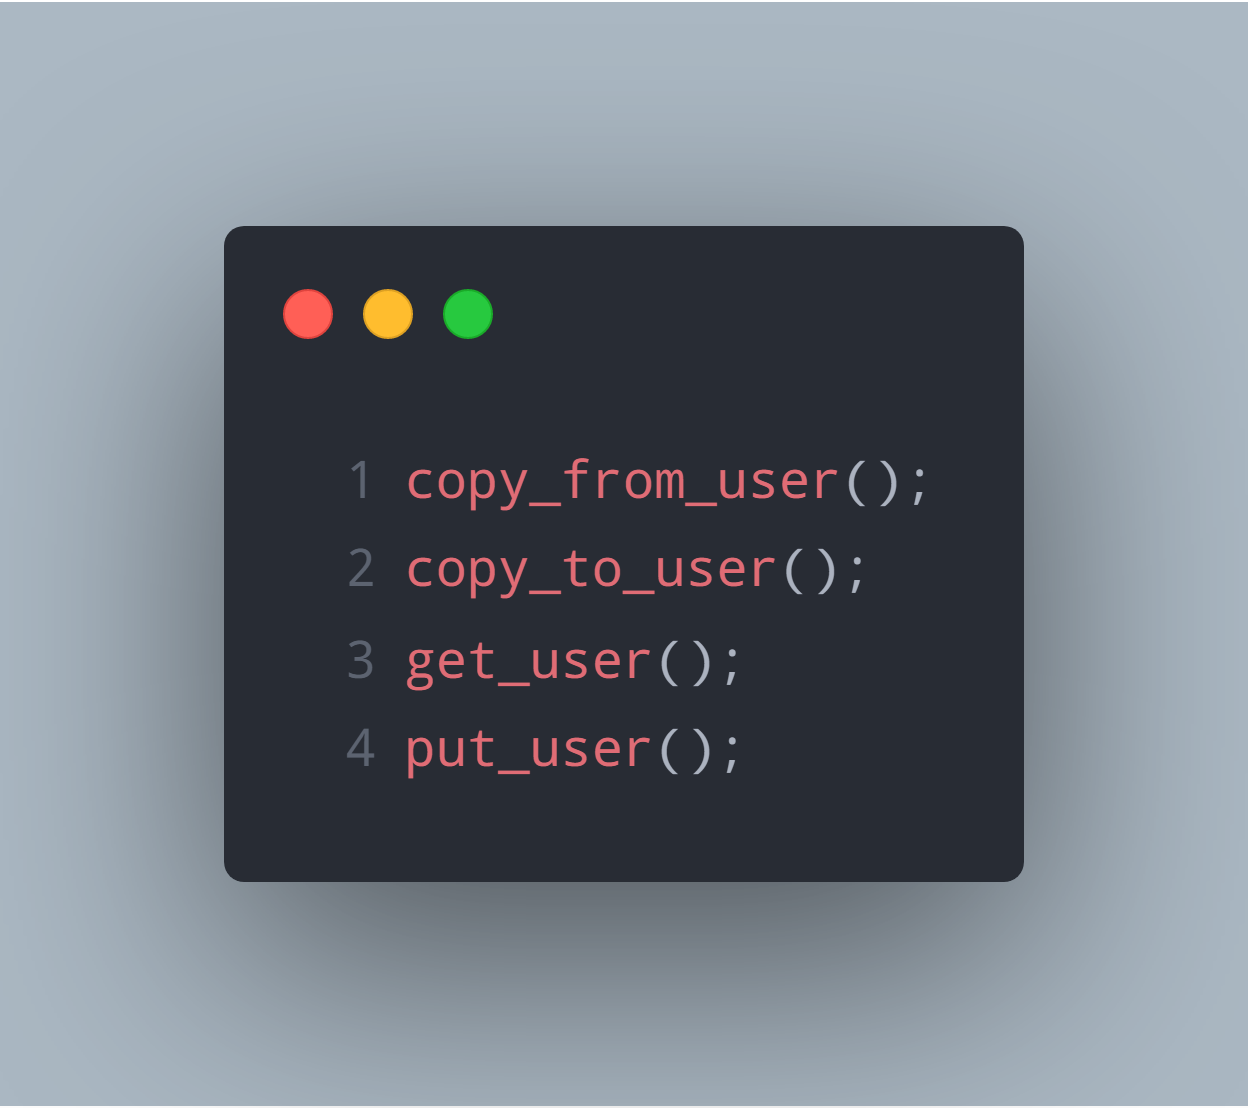 1 copy_from_user();
2 copy_to_user();
3 get_user();
4 put_user();